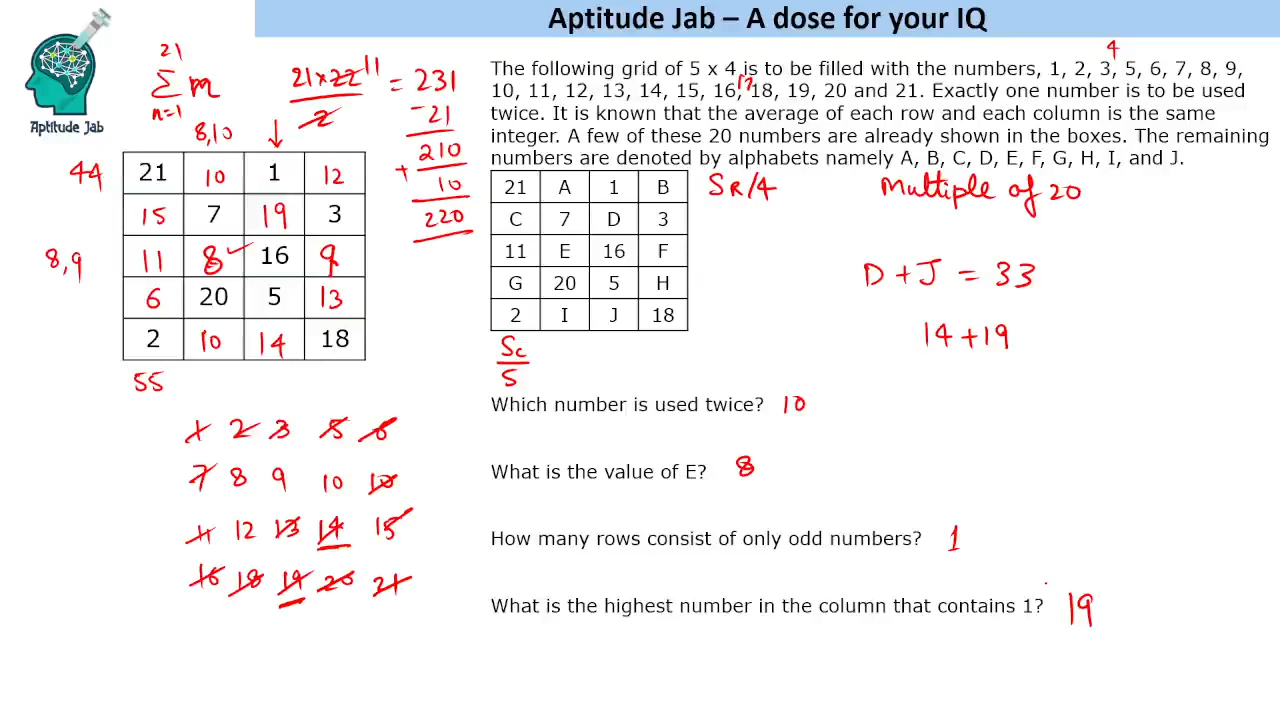 Aptitude Jab – A dose for your IQ
Aptitude Jab
21
Σ n
n=1
21×22 11 = 231
2
-21
210
+ 10
220
The following grid of 5 x 4 is to be filled with the numbers, 1, 2, 3, 5, 6, 7, 8, 9,
4
10, 11, 12, 13, 14, 15, 16, 18, 19, 20 and 21. Exactly one number is to be used
17
twice. It is known that the average of each row and each column is the same
integer. A few of these 20 numbers are already shown in the boxes. The remaining
numbers are denoted by alphabets namely A, B, C, D, E, F, G, H, I, and J.
8,10 ↓
44 21 10 1 12
15 7 19 3
8,9 11 8 ✓ 16 9
6 20 5 13
2 10 14 18
55
21 A 1 B
C 7 D 3
11 E 16 F
G 20 5 H
2 I J 18
SR/4
Sc
5
Multiple of 20
D + J = 33
14 + 19
1 2 3 5 6
7 8 9 10 10
11 12 13 14 15
16 18 19 20 21
Which number is used twice? 10
What is the value of E? 8
How many rows consist of only odd numbers? 1
What is the highest number in the column that contains 1? 19